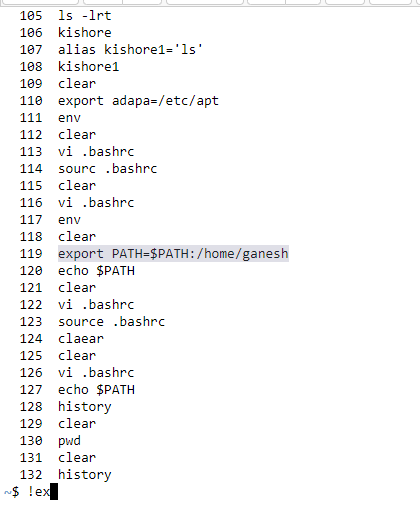 105 ls -lrt
106 kishore
107 alias kishore1='ls'
108 kishore1
109 clear
110 export adapa=/etc/apt
111 env
112 clear
113 vi .bashrc
114 sourc .bashrc
115 clear
116 vi .bashrc
117 env
118 clear
119 export PATH=$PATH:/home/ganesh
120 echo $PATH
121 clear
122 vi .bashrc
123 source .bashrc
124 claear
125 clear
126 vi .bashrc
127 echo $PATH
128 history
129 clear
130 pwd
131 clear
132 history
~$ !ex